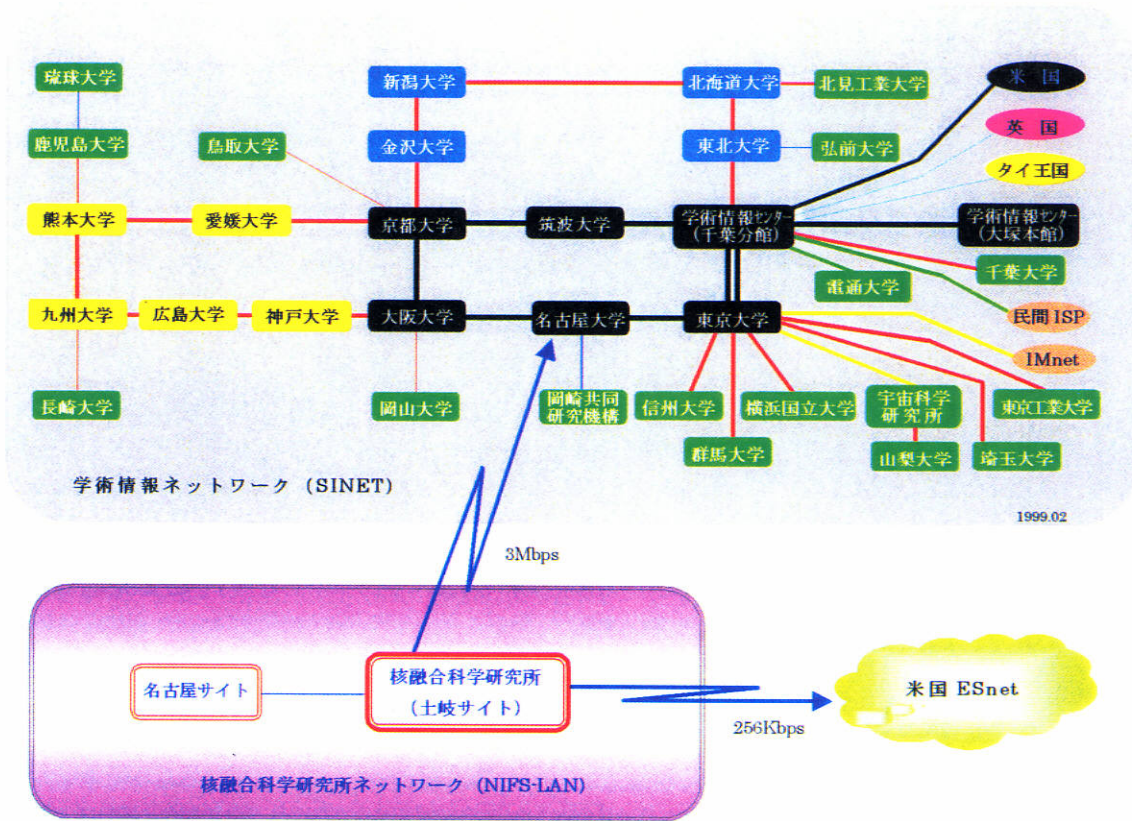 琉球大学
新潟大学
北海道大学
北見工業大学
米 国
鹿児島大学
鳥取大学
金沢大学
東北大学
弘前大学
英 国
タイ王国
熊本大学
愛媛大学
京都大学
筑波大学
学術情報センター
(千葉分館)
学術情報センター
(大塚本館)
千葉大学
電通大学
九州大学
広島大学
神戸大学
大阪大学
名古屋大学
東京大学
民間 ISP
IMnet
長崎大学
岡山大学
岡崎共同
研究機構
信州大学
横浜国立大学
宇宙科学
研究所
東京工業大学
群馬大学
山梨大学
埼玉大学
学術情報ネットワーク (SINET)
1999.02
3Mbps
名古屋サイト
核融合科学研究所
(土岐サイト)
米国 ESnet
256Kbps
核融合科学研究所ネットワーク (NIFS-LAN)